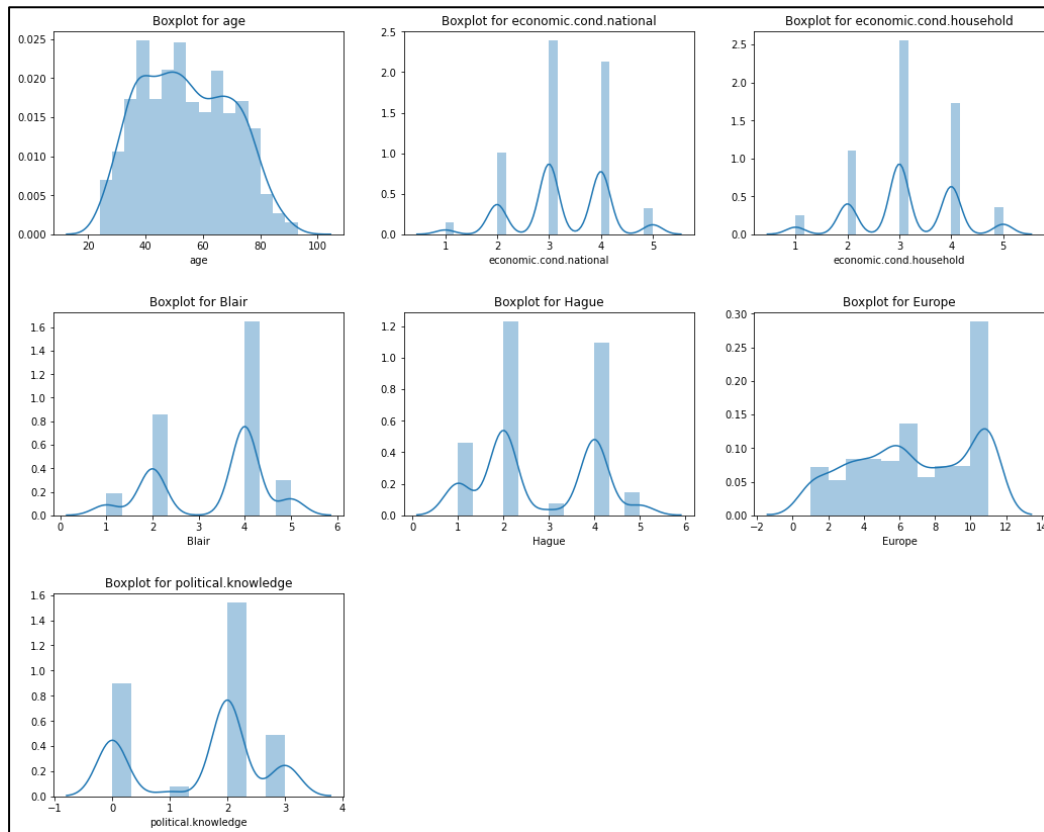 Boxplot for age
0.025
0.020
0.015
0.010
0.005
0.000
20 40 60 80 100
age
Boxplot for economic.cond.national
2.5
2.0
1.5
1.0
0.5
0.0
1 2 3 4 5
economic.cond.national
Boxplot for economic.cond.household
2.5
2.0
1.5
1.0
0.5
0.0
1 2 3 4 5
economic.cond.household
Boxplot for Blair
1.6
1.4
1.2
1.0
0.8
0.6
0.4
0.2
0.0
0 1 2 3 4 5 6
Blair
Boxplot for Hague
1.2
1.0
0.8
0.6
0.4
0.2
0.0
0 1 2 3 4 5 6
Hague
Boxplot for Europe
0.30
0.25
0.20
0.15
0.10
0.05
0.00
−2 0 2 4 6 8 10 12 14
Europe
Boxplot for political.knowledge
1.6
1.4
1.2
1.0
0.8
0.6
0.4
0.2
0.0
−1 0 1 2 3 4
political.knowledge